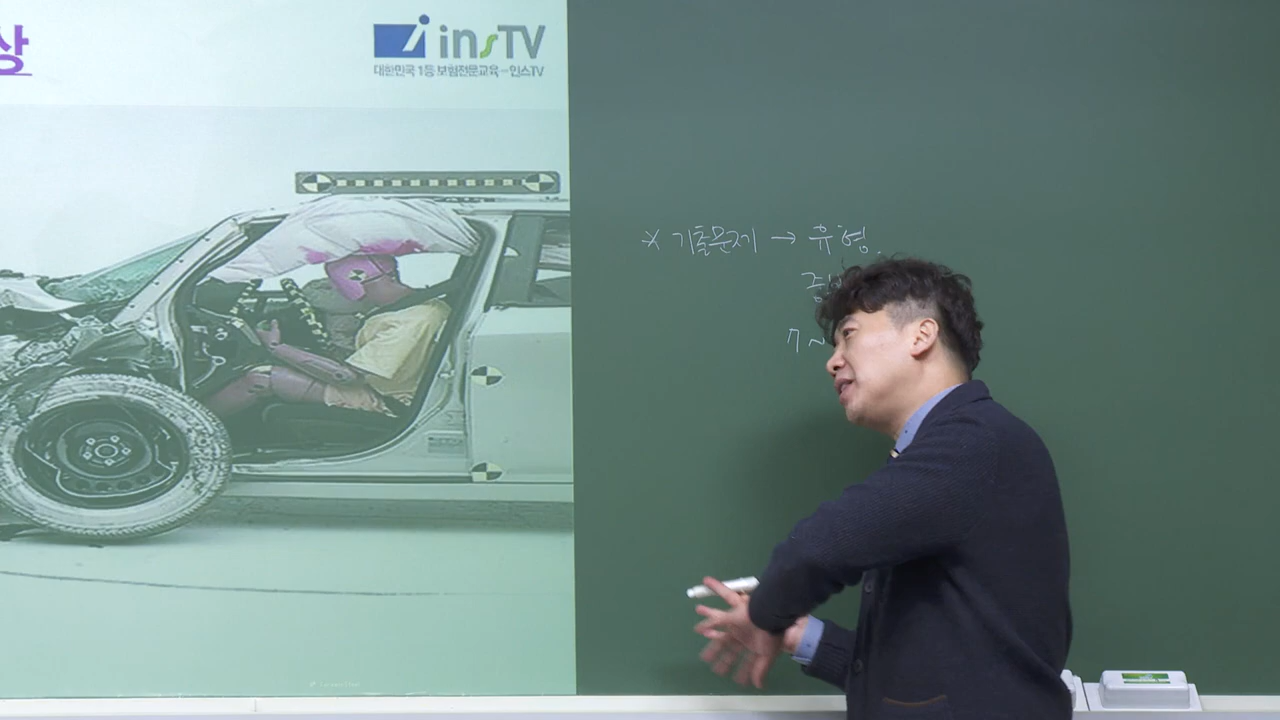 상
insTV
대한민국 1등 보험전문교육 - 인스TV
※ 기출문제 → 유형.
7~